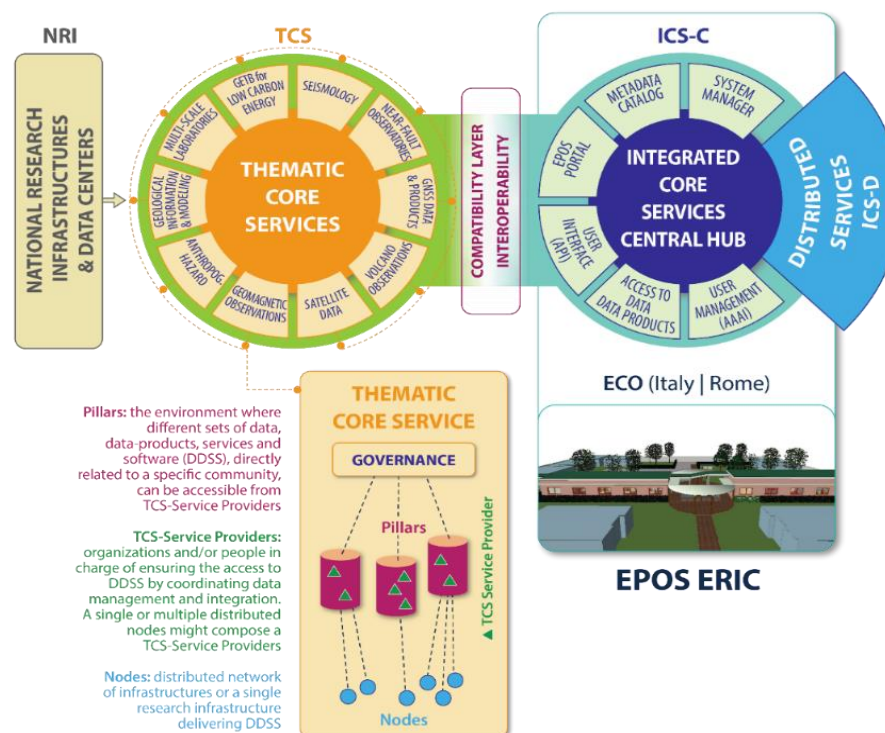 NRI
NATIONAL RESEARCH
INFRASTRUCTURES
& DATA CENTERS
TCS
GETB for
LOW CARBON
ENERGY
SEISMOLOGY
NEAR-FAULT
OBSERVATORIES
GNSS DATA
& PRODUCTS
VOLCANO
OBSERVATIONS
SATELLITE
DATA
GEOMAGNETIC
OBSERVATIONS
ANTHROPOG.
HAZARD
GEOLOGICAL
INFORMATION
& MODELING
MULTI-SCALE
LABORATORIES
THEMATIC
CORE
SERVICES
COMPATIBILITY LAYER
INTEROPERABILITY
ICS-C
METADATA
CATALOG
SYSTEM
MANAGER
EPOS
PORTAL
USER
INTERFACE
(API)
ACCESS TO
DATA
DATA PRODUCTS
USER
MANAGEMENT
(AAAI)
INTEGRATED
CORE
SERVICES
CENTRAL HUB
DISTRIBUTED
SERVICES
ICS-D
ECO (Italy | Rome)
EPOS ERIC
Pillars: the environment where
different sets of data,
data-products, services and
software (DDSS), directly
related to a specific community,
can be accessible from
TCS-Service Providers
TCS-Service Providers:
organizations and/or people in
charge of ensuring the access to
DDSS by coordinating data
management and integration.
A single or multiple distributed
nodes might compose a
TCS-Service Providers
Nodes: distributed network
of infrastructures or a single
research infrastructure
delivering DDSS
THEMATIC
CORE SERVICE
GOVERNANCE
Pillars
TCS Service Provider
Nodes